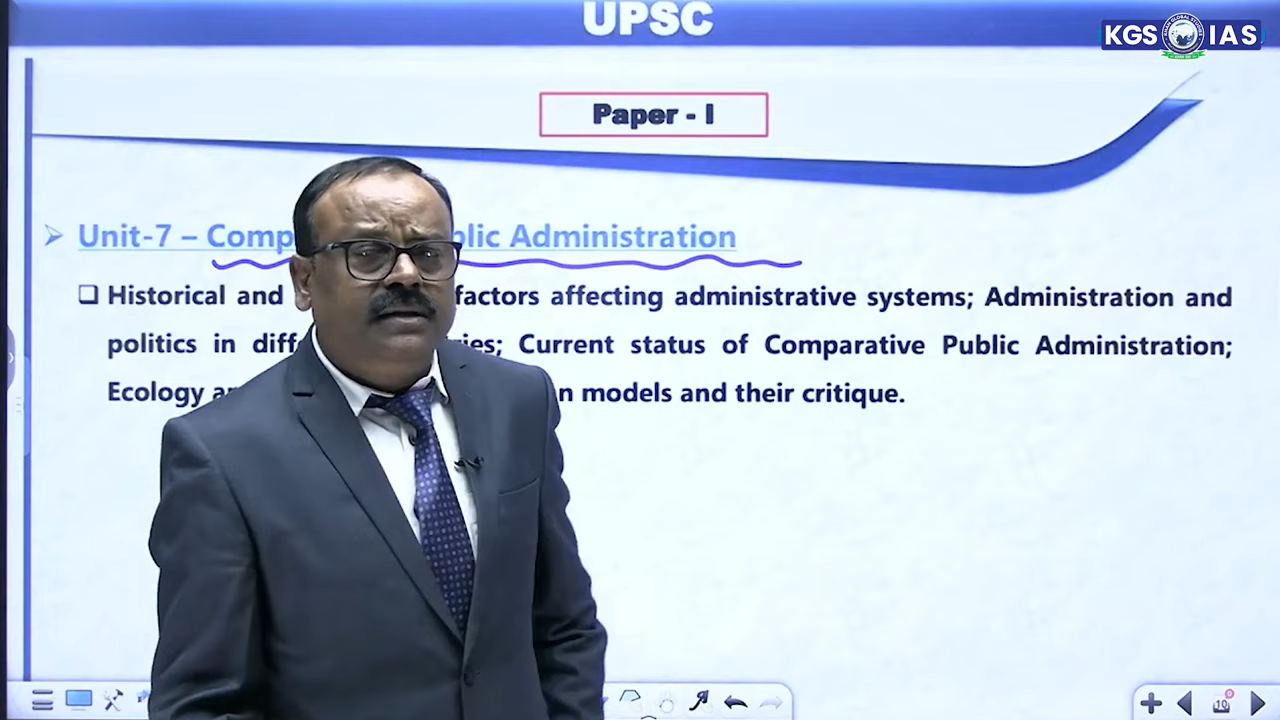 UPSC
KGS IAS
Paper - I
Unit-7 – Comp lic Administration
Historical and factors affecting administrative systems; Administration and
politics in diff ies; Current status of Comparative Public Administration;
Ecology a n models and their critique.
10